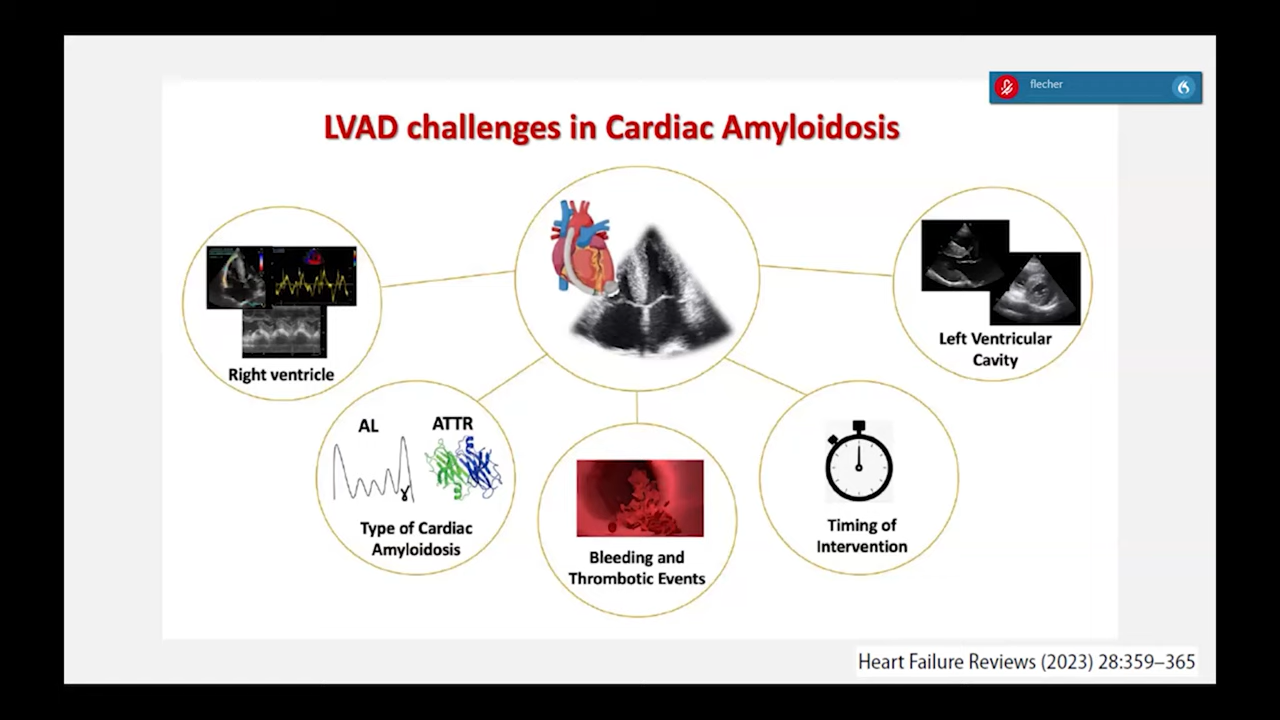 flecher
LVAD challenges in Cardiac Amyloidosis
Right ventricle
Left Ventricular
Cavity
AL
ATTR
γ
Type of Cardiac
Amyloidosis
Bleeding and
Thrombotic Events
Timing of
Intervention
Heart Failure Reviews (2023) 28:359–365